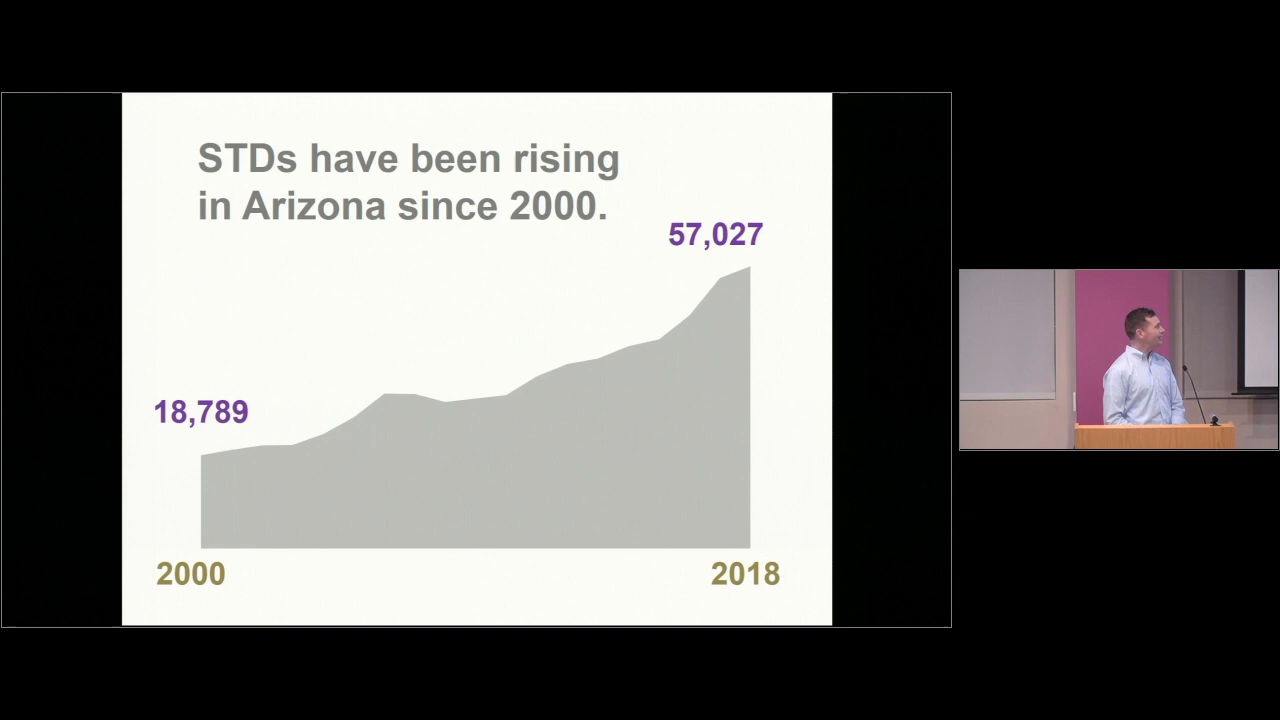 STDs have been rising
in Arizona since 2000.
57,027
18,789
2000
2018